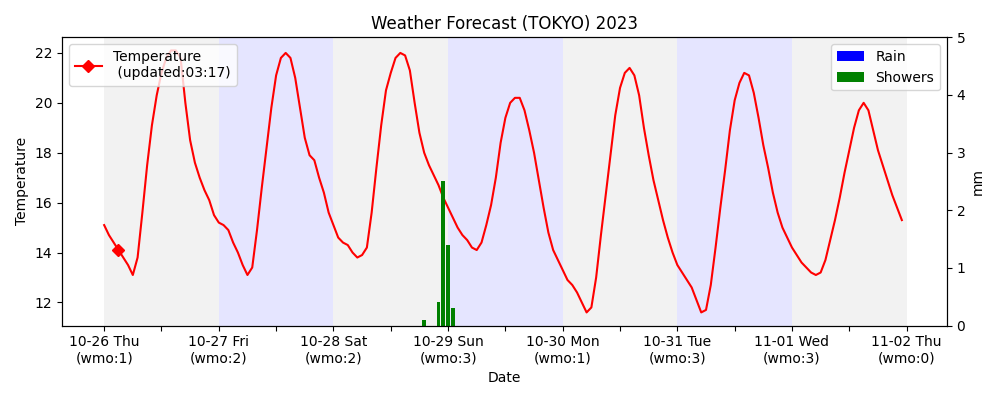 Weather Forecast (TOKYO) 2023
Temperature
(updated:03:17)
Rain
Showers
Temperature
22
20
18
16
14
12
5
4
3
2
1
0
mm
10-26 Thu
(wmo:1)
10-27 Fri
(wmo:2)
10-28 Sat
(wmo:2)
10-29 Sun
(wmo:3)
10-30 Mon
(wmo:1)
10-31 Tue
(wmo:3)
11-01 Wed
(wmo:3)
11-02 Thu
(wmo:0)
Date